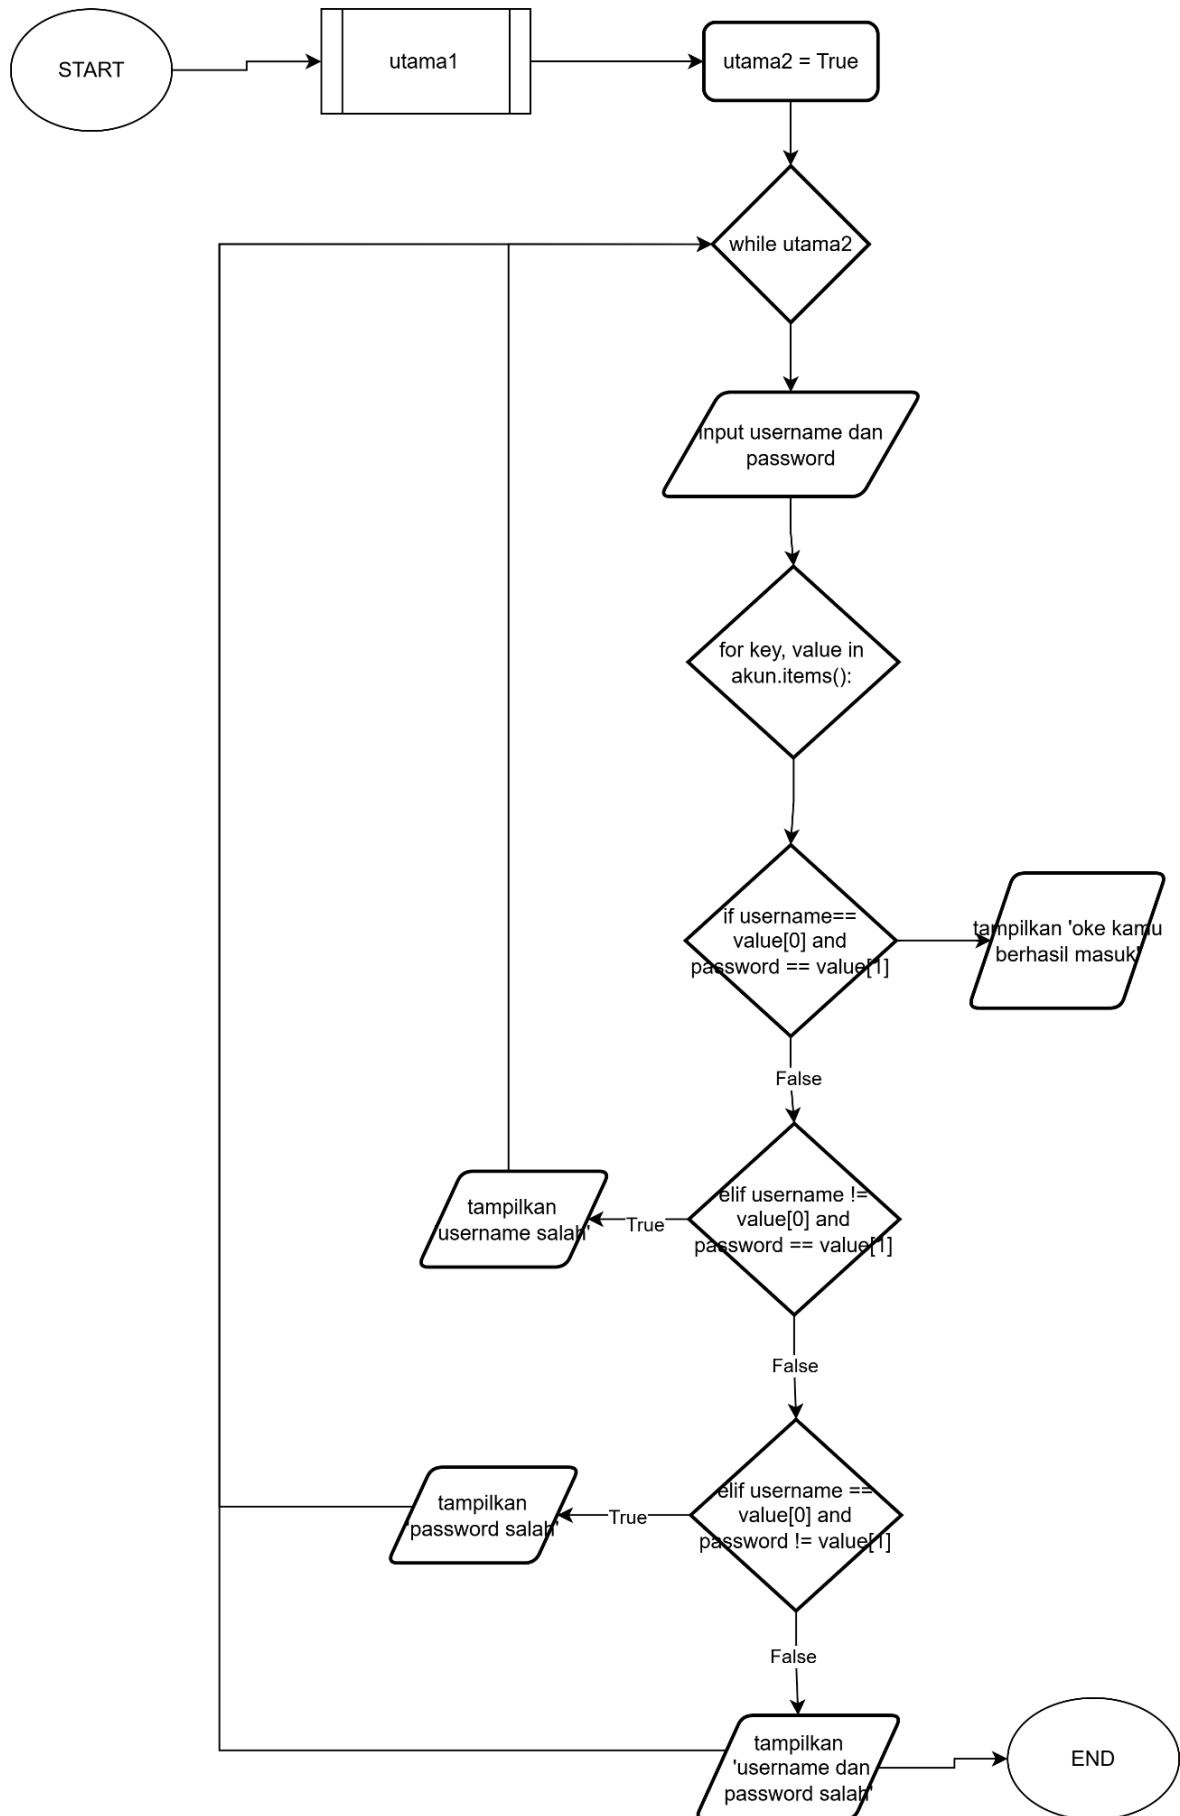 START
utama1
utama2 = True
while utama2
input username dan
password
for key, value in
akun.items():
if username==
value[0] and
password == value[1]
tampilkan 'oke kamu
berhasil masuk'
False
elif username !=
value[0] and
password == value[1]
True
tampilkan
'username salah'
False
elif username ==
value[0] and
password != value[1]
True
tampilkan
'password salah'
False
tampilkan
'username dan
password salah'
END